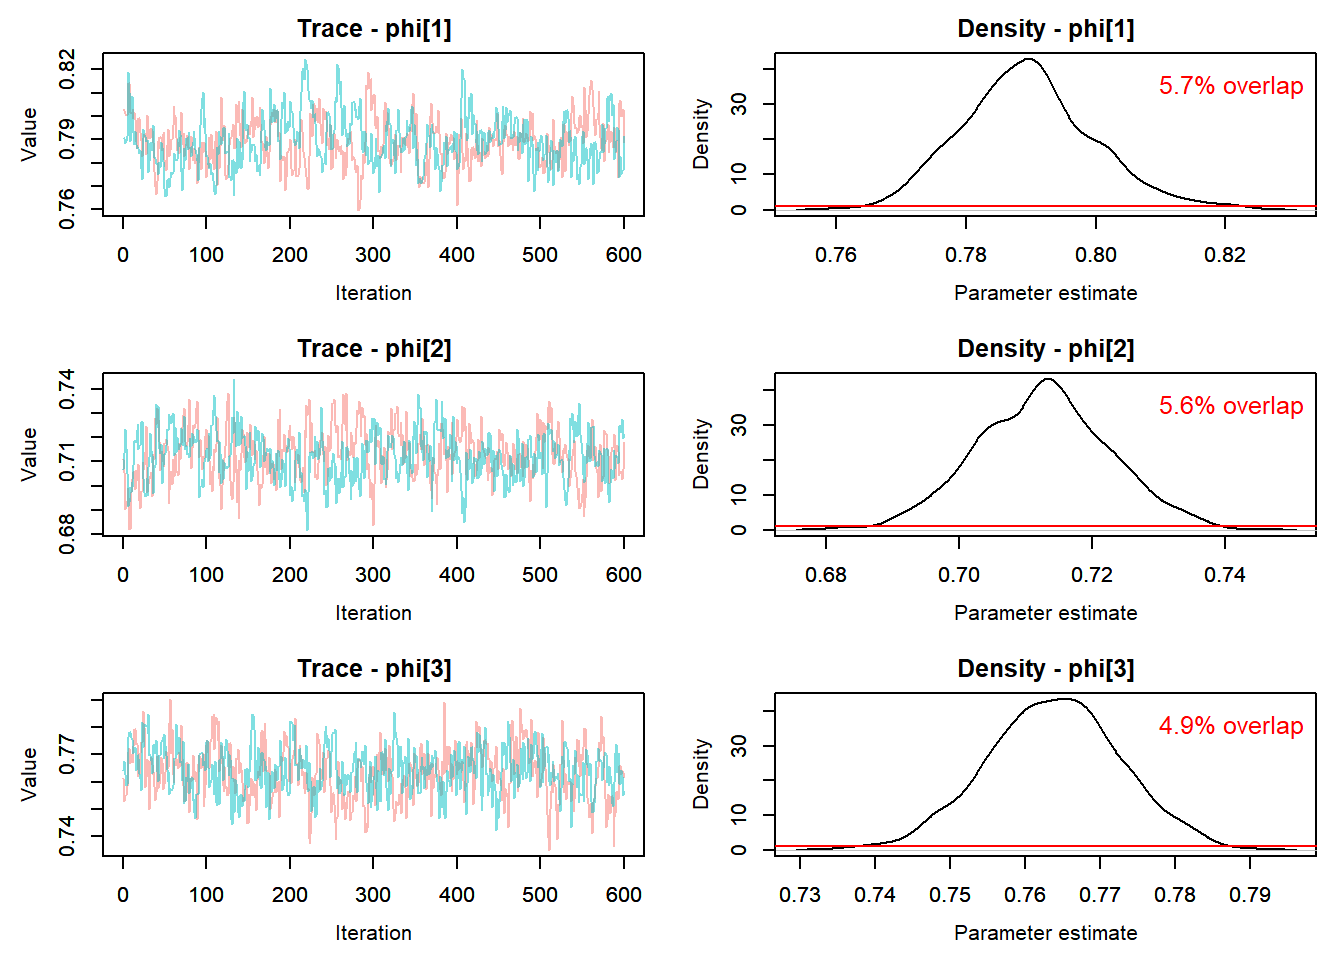 Trace - phi[1]
Value
0.76 0.79 0.82
0 100 200 300 400 500 600
Iteration
Density - phi[1]
5.7% overlap
Density
0 10 30
0.76 0.78 0.80 0.82
Parameter estimate
Trace - phi[2]
Value
0.68 0.71 0.74
0 100 200 300 400 500 600
Iteration
Density - phi[2]
5.6% overlap
Density
0 10 30
0.68 0.70 0.72 0.74
Parameter estimate
Trace - phi[3]
Value
0.74 0.77
0 100 200 300 400 500 600
Iteration
Density - phi[3]
4.9% overlap
Density
0 10 30
0.73 0.74 0.75 0.76 0.77 0.78 0.79
Parameter estimate